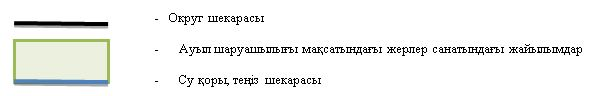 - Округ шекарасы
- Ауыл шаруашылығы мақсатындағы жерлер санатындағы жайылымдар
- Су қоры, теңіз шекарасы